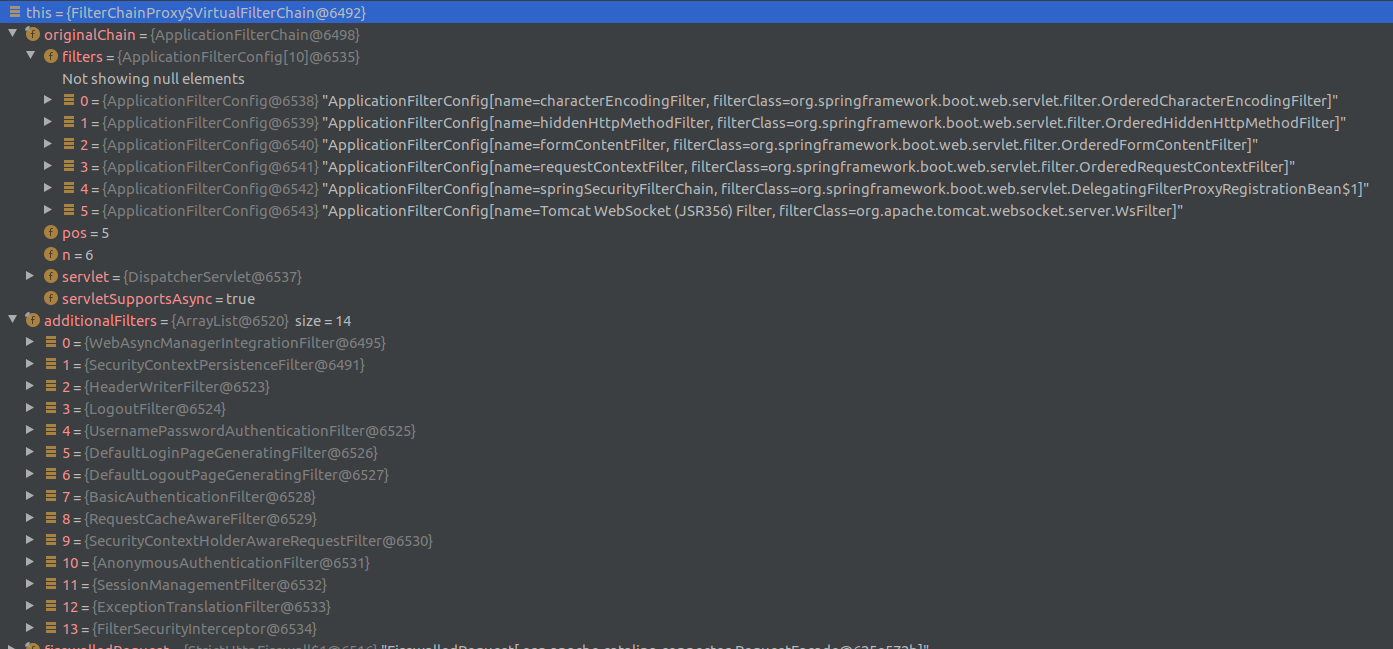 this = {FilterChainProxy$VirtualFilterChain@6492}
f originalChain = {ApplicationFilterChain@6498}
f filters = {ApplicationFilterConfig[10]@6535}
Not showing null elements
0 = {ApplicationFilterConfig@6538} "ApplicationFilterConfig[name=characterEncodingFilter, filterClass=org.springframework.boot.web.servlet.filter.OrderedCharacterEncodingFilter]"
1 = {ApplicationFilterConfig@6539} "ApplicationFilterConfig[name=hiddenHttpMethodFilter, filterClass=org.springframework.boot.web.servlet.filter.OrderedHiddenHttpMethodFilter]"
2 = {ApplicationFilterConfig@6540} "ApplicationFilterConfig[name=formContentFilter, filterClass=org.springframework.boot.web.servlet.filter.OrderedFormContentFilter]"
3 = {ApplicationFilterConfig@6541} "ApplicationFilterConfig[name=requestContextFilter, filterClass=org.springframework.boot.web.servlet.filter.OrderedRequestContextFilter]"
4 = {ApplicationFilterConfig@6542} "ApplicationFilterConfig[name=springSecurityFilterChain, filterClass=org.springframework.boot.web.servlet.DelegatingFilterProxyRegistrationBean$1]"
5 = {ApplicationFilterConfig@6543} "ApplicationFilterConfig[name=Tomcat WebSocket (JSR356) Filter, filterClass=org.apache.tomcat.websocket.server.WsFilter]"
f pos = 5
f n = 6
f servlet = {DispatcherServlet@6537}
f servletSupportsAsync = true
f additionalFilters = {ArrayList@6520} size = 14
0 = {WebAsyncManagerIntegrationFilter@6495}
1 = {SecurityContextPersistenceFilter@6491}
2 = {HeaderWriterFilter@6523}
3 = {LogoutFilter@6524}
4 = {UsernamePasswordAuthenticationFilter@6525}
5 = {DefaultLoginPageGeneratingFilter@6526}
6 = {DefaultLogoutPageGeneratingFilter@6527}
7 = {BasicAuthenticationFilter@6528}
8 = {RequestCacheAwareFilter@6529}
9 = {SecurityContextHolderAwareRequestFilter@6530}
10 = {AnonymousAuthenticationFilter@6531}
11 = {SessionManagementFilter@6532}
12 = {ExceptionTranslationFilter@6533}
13 = {FilterSecurityInterceptor@6534}